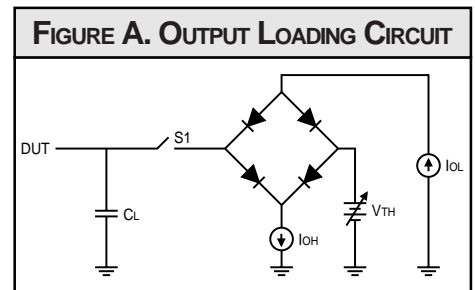 FIGURE A. OUTPUT LOADING CIRCUIT
DUT
S1
IOL
CL
VTH
IOH